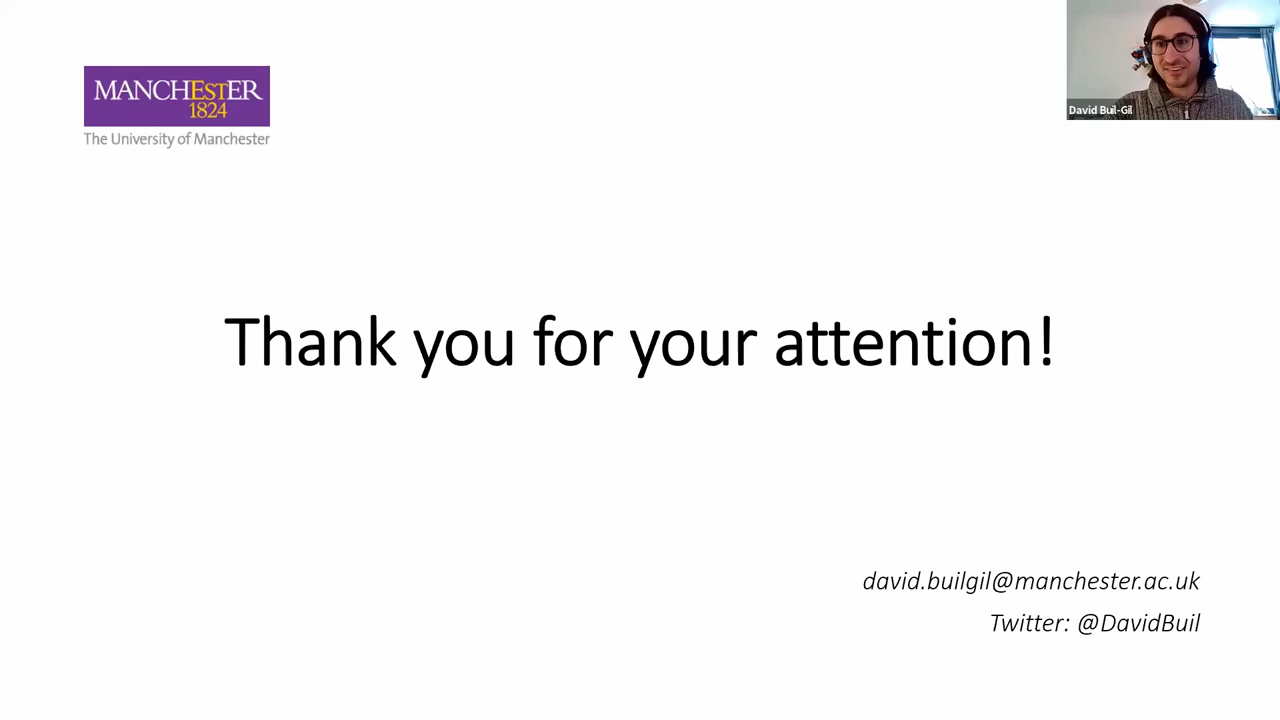 MANCHEsTER
1824
The University of Manchester
David Buil-Gil
Thank you for your attention!
david.builgil@manchester.ac.uk
Twitter: @DavidBuil